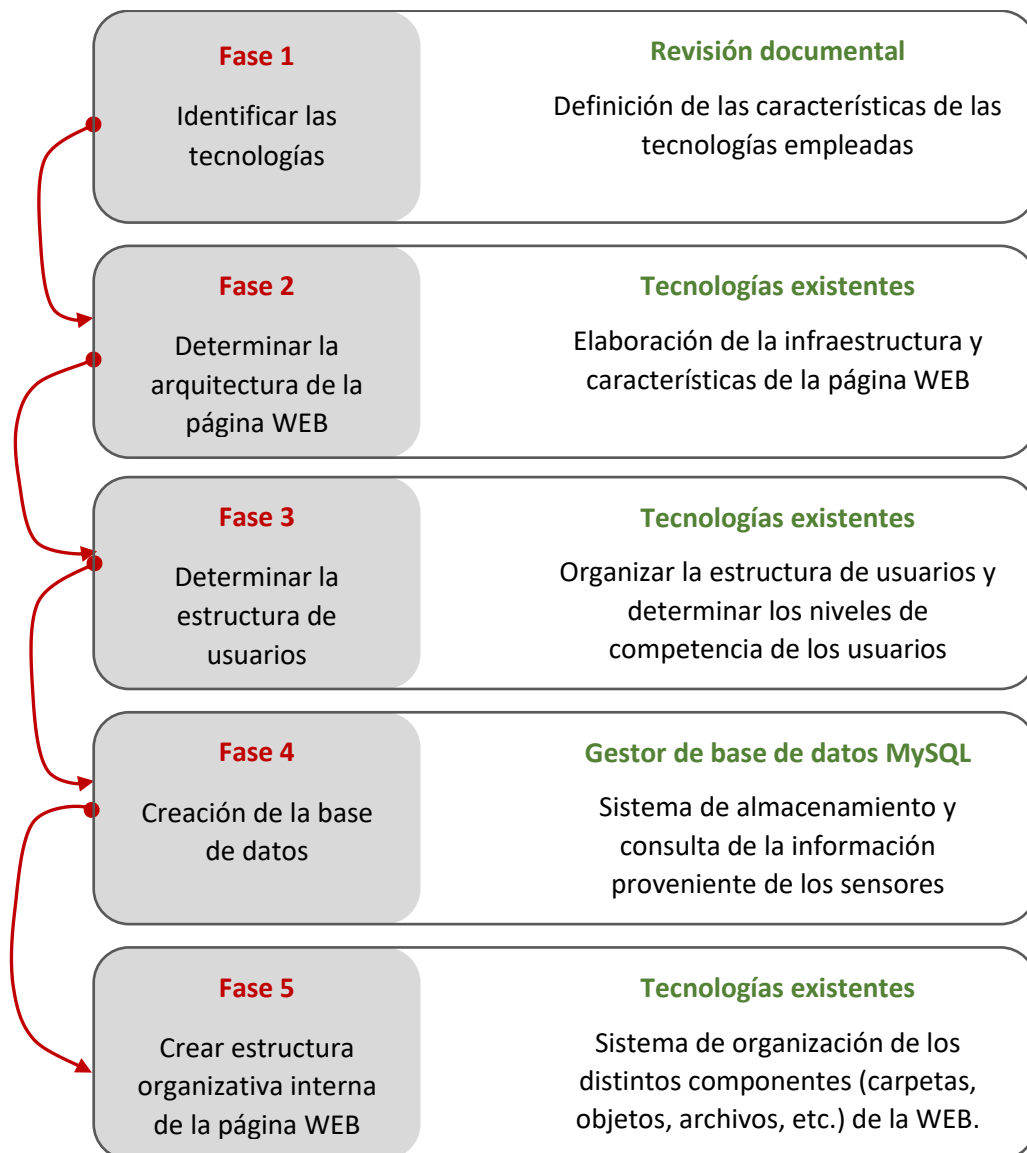 Fase 1
Identificar las
tecnologías
Revisión documental
Definición de las características de las
tecnologías empleadas
Fase 2
Determinar la
arquitectura de la
página WEB
Tecnologías existentes
Elaboración de la infraestructura y
características de la página WEB
Fase 3
Determinar la
estructura de
usuarios
Tecnologías existentes
Organizar la estructura de usuarios y
determinar los niveles de
competencia de los usuarios
Fase 4
Creación de la base
de datos
Gestor de base de datos MySQL
Sistema de almacenamiento y
consulta de la información
proveniente de los sensores
Fase 5
Crear estructura
organizativa interna
de la página WEB
Tecnologías existentes
Sistema de organización de los
distintos componentes (carpetas,
objetos, archivos, etc.) de la WEB.